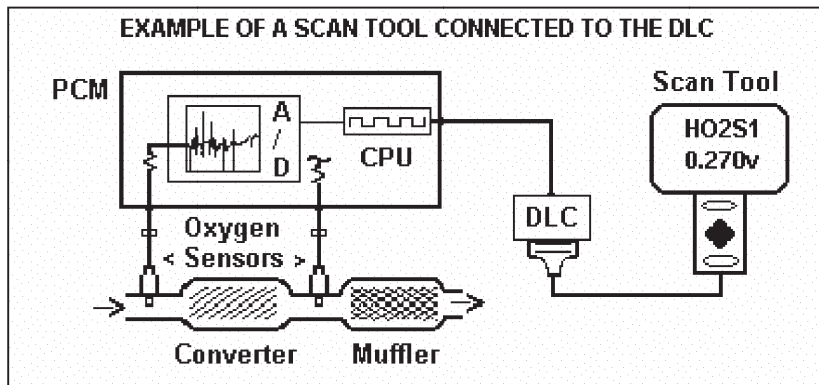 EXAMPLE OF A SCAN TOOL CONNECTED TO THE DLC
PCM
A
/
D
CPU
Scan Tool
HO2S1
0.270v
DLC
Oxygen
< Sensors >
Converter
Muffler